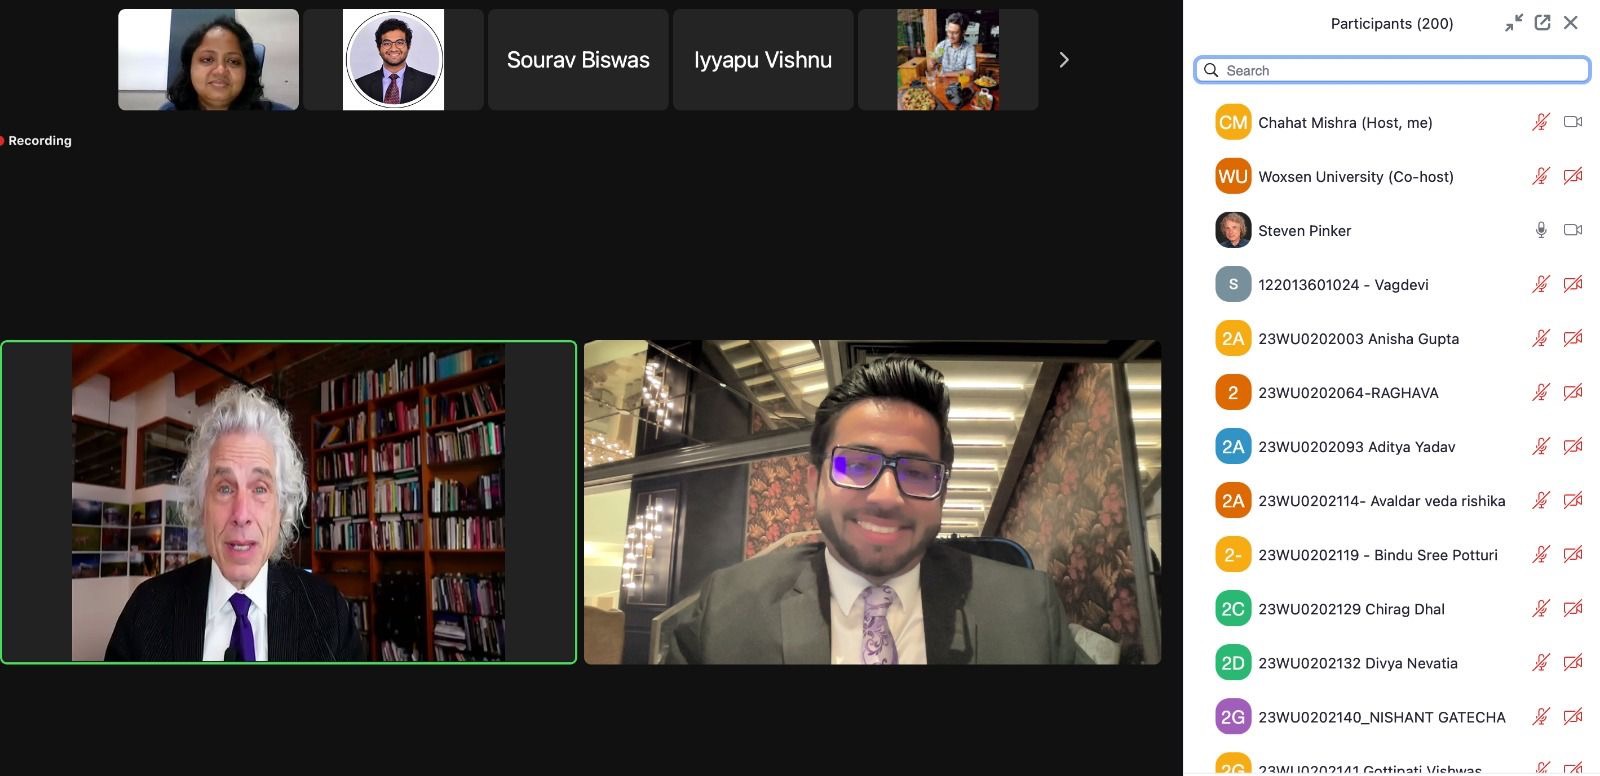 Sourav Biswas
Iyyapu Vishnu
Recording
Participants (200)
Search
CM Chahat Mishra (Host, me)
WU Woxsen University (Co-host)
Steven Pinker
S 122013601024 - Vagdevi
2A 23WU0202003 Anisha Gupta
2 23WU0202064-RAGHAVA
2A 23WU0202093 Aditya Yadav
2A 23WU0202114- Avaldar veda rishika
2- 23WU0202119 - Bindu Sree Potturi
2C 23WU0202129 Chirag Dhal
2D 23WU0202132 Divya Nevatia
2G 23WU0202140_NISHANT GATECHA
2G 23WU0202141 Gottipati Vishwas